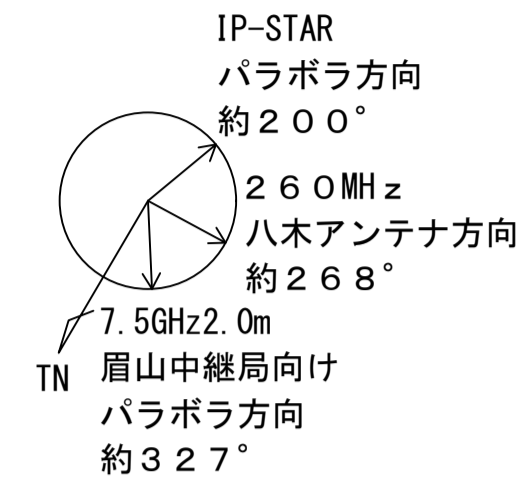 IP-STAR
パラボラ方向
約２００°
２６０MHｚ
八木アンテナ方向
約２６８°
7.5GHz2.0m
TN
眉山中継局向け
パラボラ方向
約３２７°